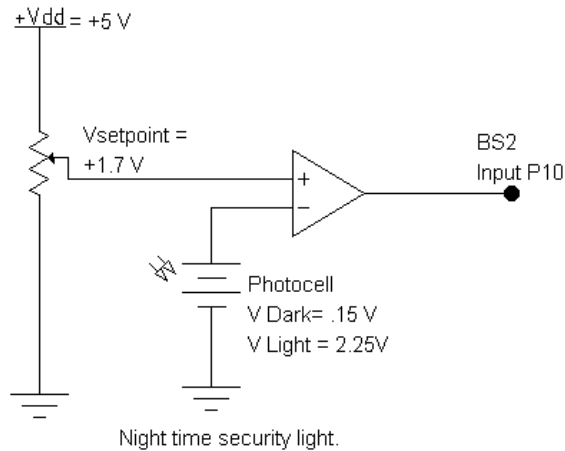 +Vdd = +5 V
Vsetpoint =
+1.7 V
BS2
Input P10
+
−
Photocell
V Dark= .15 V
V Light = 2.25V
Night time security light.